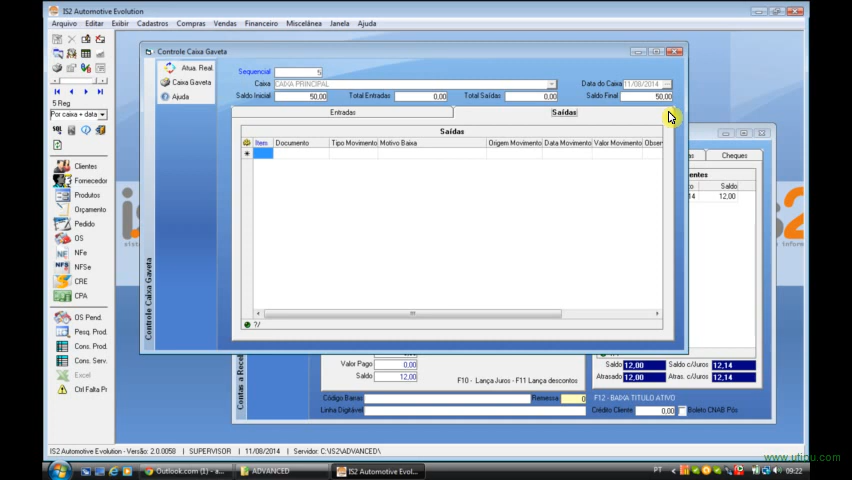 IS2 Automotive Evolution
Arquivo Editar Exibir Cadastros Compras Vendas Financeiro Miscelânea Janela Ajuda
5 Reg
Por caixa + data
SQL
Clientes
Fornecedor
Produtos
Orçamento
Pedido
OS
NFe
NFSe
CRE
CPA
OS Pend.
Pesq. Prod.
Cons. Prod.
Cons. Serv.
Excel
Ctrl Falta Pr
Controle Caixa Gaveta
Atua. Real
Caixa Gaveta
Ajuda
Controle Caixa Gaveta
Sequencial 5
Caixa CAIXA PRINCIPAL Data do Caixa 11/08/2014
Saldo Inicial 50,00 Total Entradas 0,00 Total Saídas 0,00 Saldo Final 50,00
Entradas Saídas
Saídas
Itens Documento Tipo Movimento Motivo Baixa Origem Movimento Data Movimento Valor Movimento Obser
?/
Cheques
entes
Saldo
,14 12,00
Contas a Recel
Valor Pago 0,00
Saldo 12,00
F10 - Lança Juros - F11 Lança descontos
Saldo 12,00 Saldo c/Juros 12,14
Atrasado 12,00 Atras. c/Juros 12,14
Código Barras Remessa 0 F12 - BAIXA TITULO ATIVO
Linha Digitável Crédito Cliente 0,00 Boleto CNAB Pós
IS2 Automotive Evolution - Versão: 2.0.0058 SUPERVISOR 11/08/2014 Servidor: C:\IS2\ADVANCED\
www.utipu.com
Outlook.com (1) - a... ADVANCED IS2 Automotive Evol... PT 09:22